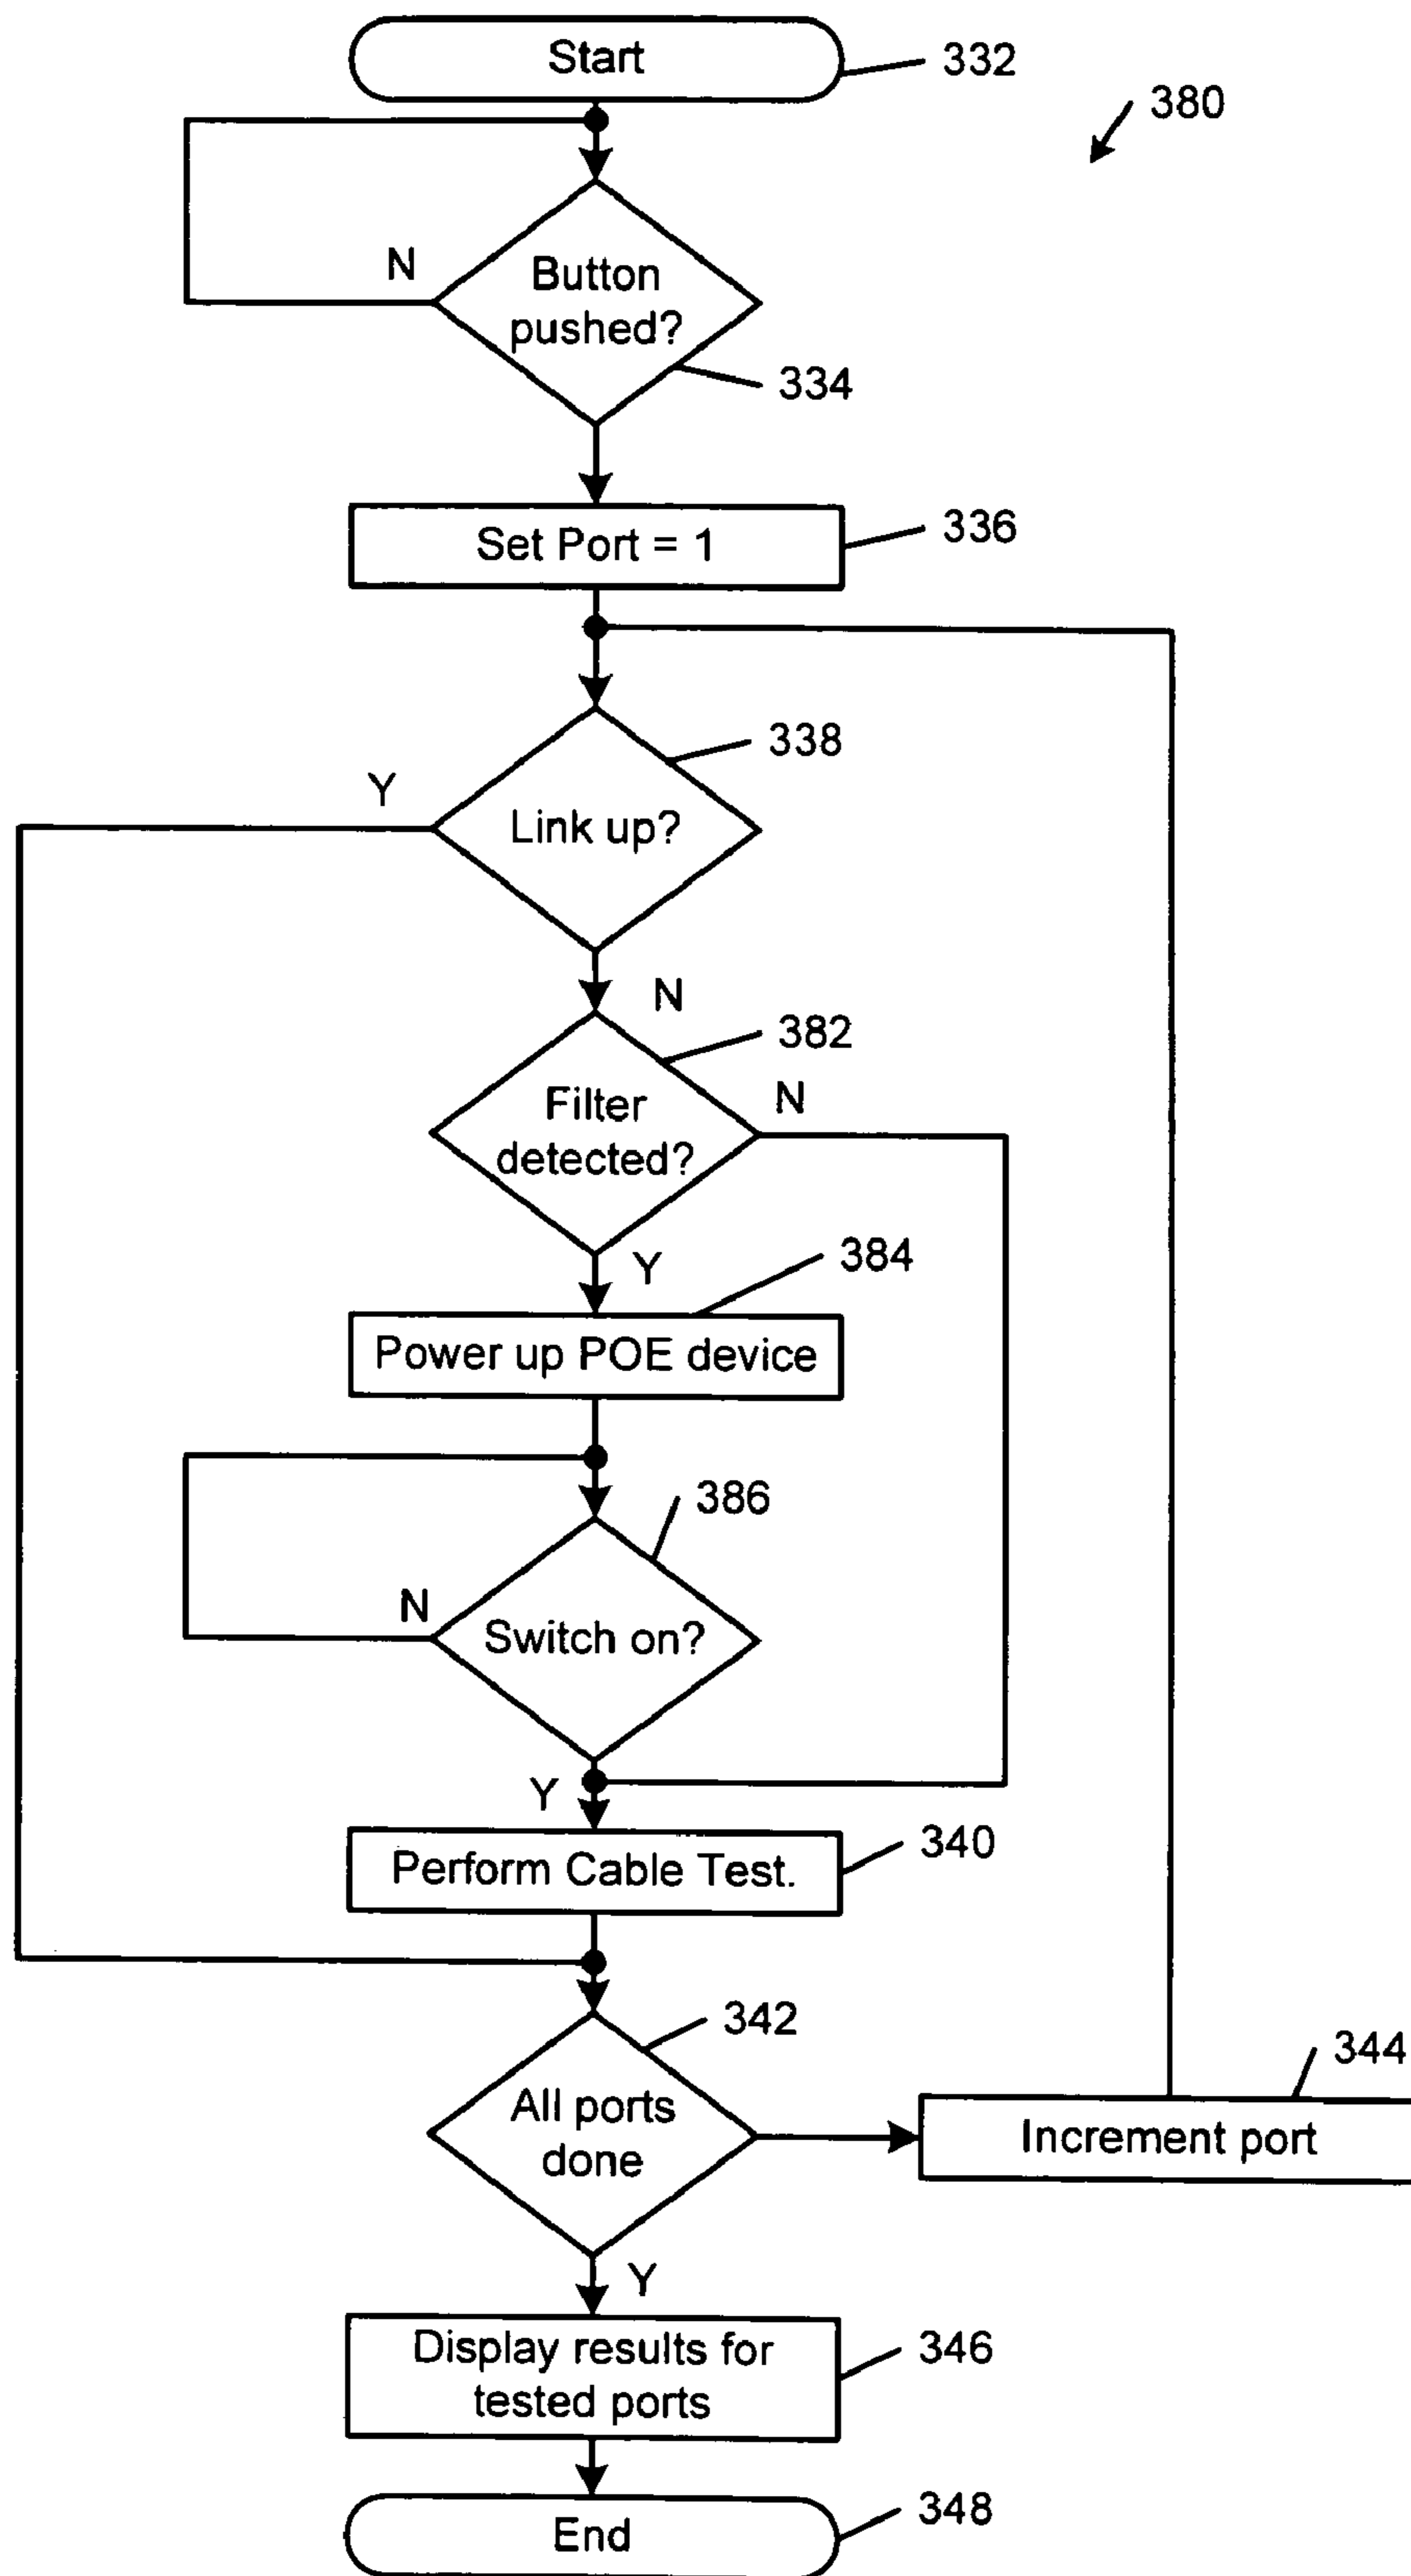 Start
332
380
N
Button
pushed?
334
Set Port = 1
336
338
Y
Link up?
N
382
Filter
detected?
N
Y
384
Power up POE device
386
N
Switch on?
Y
340
Perform Cable Test.
342
344
All ports
done
Increment port
Y
Display results for
tested ports
346
End
348